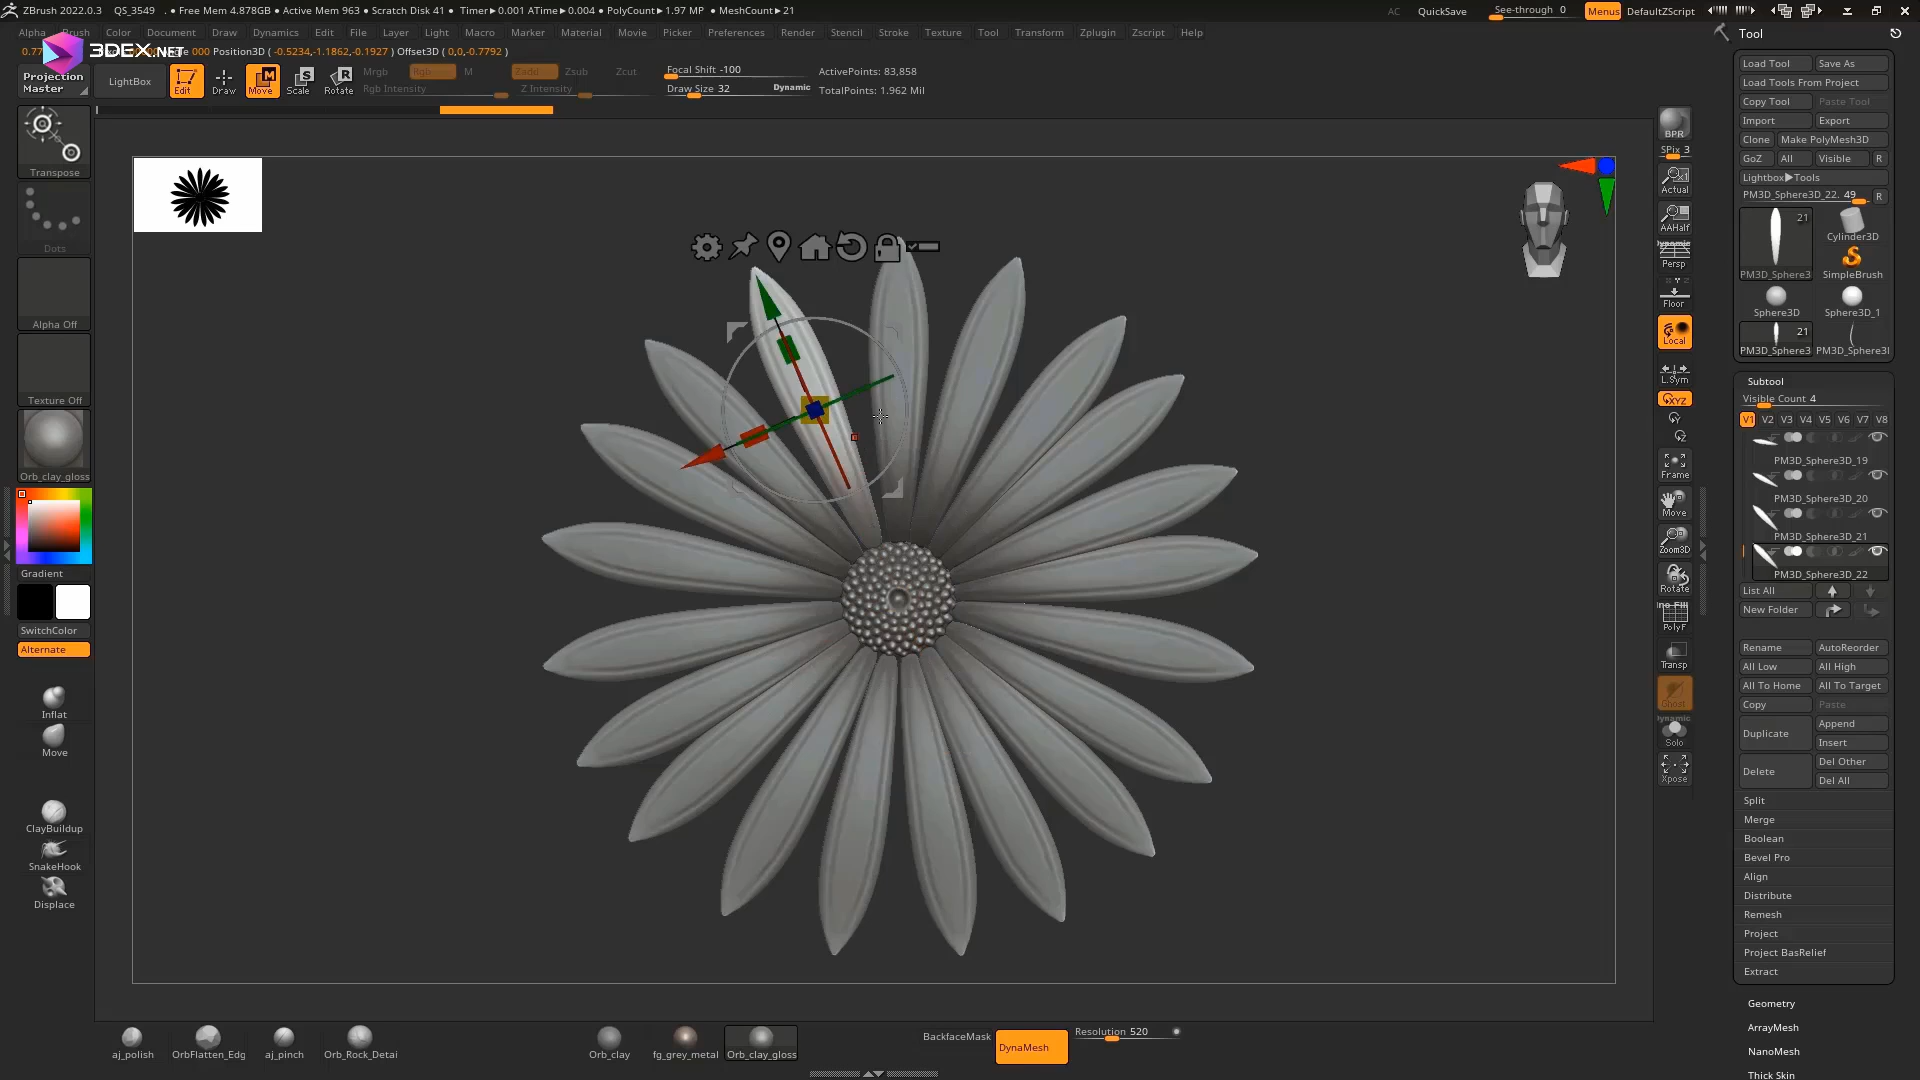 ZBrush 2022.0.3 QS_3549 . • Free Mem 4.878GB • Active Mem 963 • Scratch Disk 41 • Timer▶0.001 ATime▶0.004 • PolyCount▶1.97 MP • MeshCount▶21
AC QuickSave See-through 0 Menus DefaultZScript
Alpha Brush Color Document Draw Dynamics Edit File Layer Light Macro Marker Material Movie Picker Preferences Render Stencil Stroke Texture Tool Transform Zplugin Zscript Help
Tool
3DEX.NET
000 Position3D ( -0.5234,-1.1862,-0.1927 ) Offset3D ( 0,0,-0.7792 )
Projection Master
LightBox
Edit Draw Move Scale Rotate
Mrgb Rgb M Zadd Zsub Zcut
Rgb Intensity Z Intensity
Focal Shift -100
Draw Size 32 Dynamic
ActivePoints: 83,858
TotalPoints: 1.962 Mil
Load Tool Save As
Load Tools From Project
Copy Tool Paste Tool
Import Export
Clone Make PolyMesh3D
GoZ All Visible R
Lightbox▶Tools
PM3D_Sphere3D_22. 49 R
21
Cylinder3D
PM3D_Sphere3 SimpleBrush
Sphere3D Sphere3D_1
21
PM3D_Sphere3 PM3D_Sphere3I
Subtool
Visible Count 4
V1 V2 V3 V4 V5 V6 V7 V8
PM3D_Sphere3D_19
PM3D_Sphere3D_20
PM3D_Sphere3D_21
PM3D_Sphere3D_22
List All
New Folder
Rename AutoReorder
All Low All High
All To Home All To Target
Copy Paste
Duplicate Append
Insert
Delete Del Other
Del All
Split
Merge
Boolean
Bevel Pro
Align
Distribute
Remesh
Project
Project BasRelief
Extract
Geometry
ArrayMesh
NanoMesh
Thick Skin
BPR
SPix 3
Actual
AAHalf
Dynamic
Persp
Floor
Local
L.Sym
XYZ
Frame
Move
Zoom3D
Rotate
PolyF
Transp
Ghost
Dynamic
Solo
Xpose
Transpose
Dots
Alpha Off
Texture Off
Orb_clay_gloss
Gradient
SwitchColor
Alternate
Inflat
Move
ClayBuildup
SnakeHook
Displace
aj_polish OrbFlatten_Edg aj_pinch Orb_Rock_Detai
Orb_clay fg_grey_metal Orb_clay_gloss
BackfaceMask DynaMesh Resolution 520